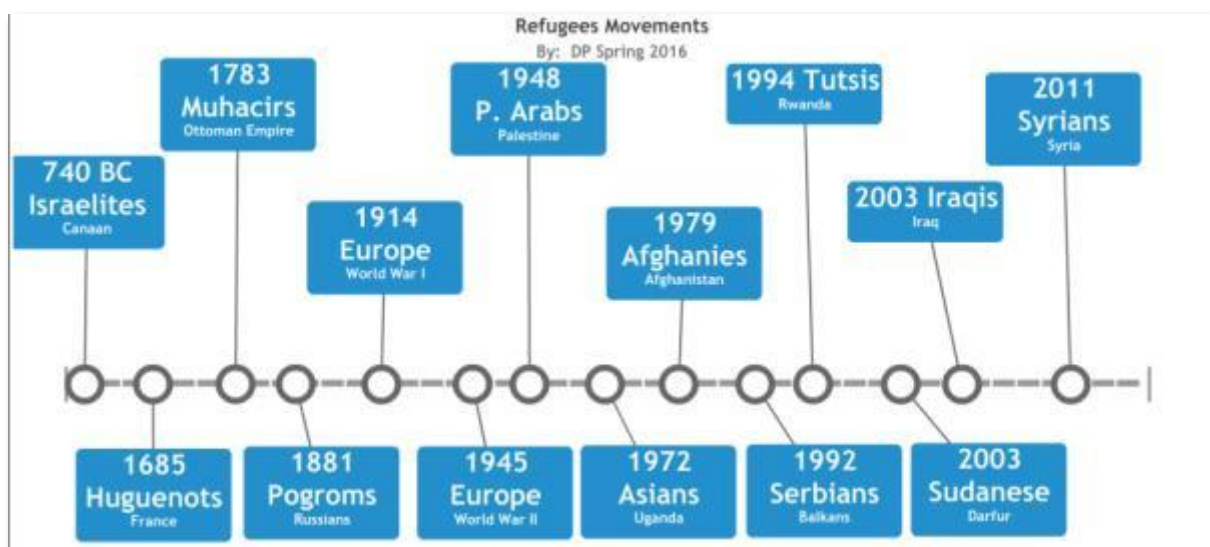 Refugees Movements
By: DP Spring 2016
740 BC
Israelites
Canaan
1685
Huguenots
France
1783
Muhacirs
Ottoman Empire
1881
Pogroms
Russians
1914
Europe
World War I
1945
Europe
World War II
1948
P. Arabs
Palestine
1972
Asians
Uganda
1979
Afghanies
Afghanistan
1992
Serbians
Balkans
1994 Tutsis
Rwanda
2003
Sudanese
Darfur
2003 Iraqis
Iraq
2011
Syrians
Syria